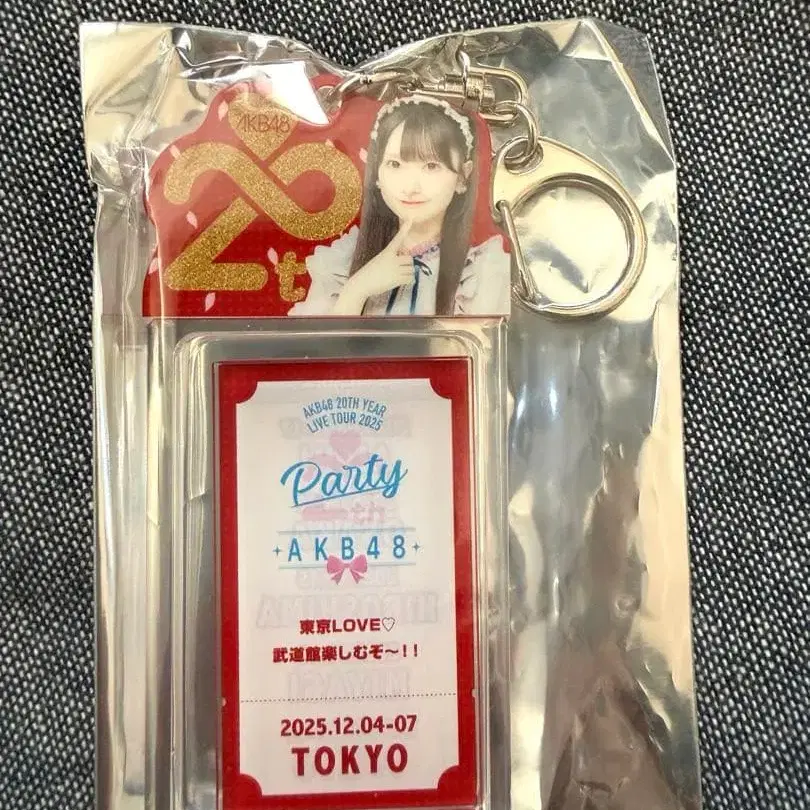 AKB48
20t
AKB48 20TH YEAR
LIVE TOUR 2025
Party
AKB48
東京LOVE♡
武道館楽しむぞ〜!!
2025.12.04-07
TOKYO